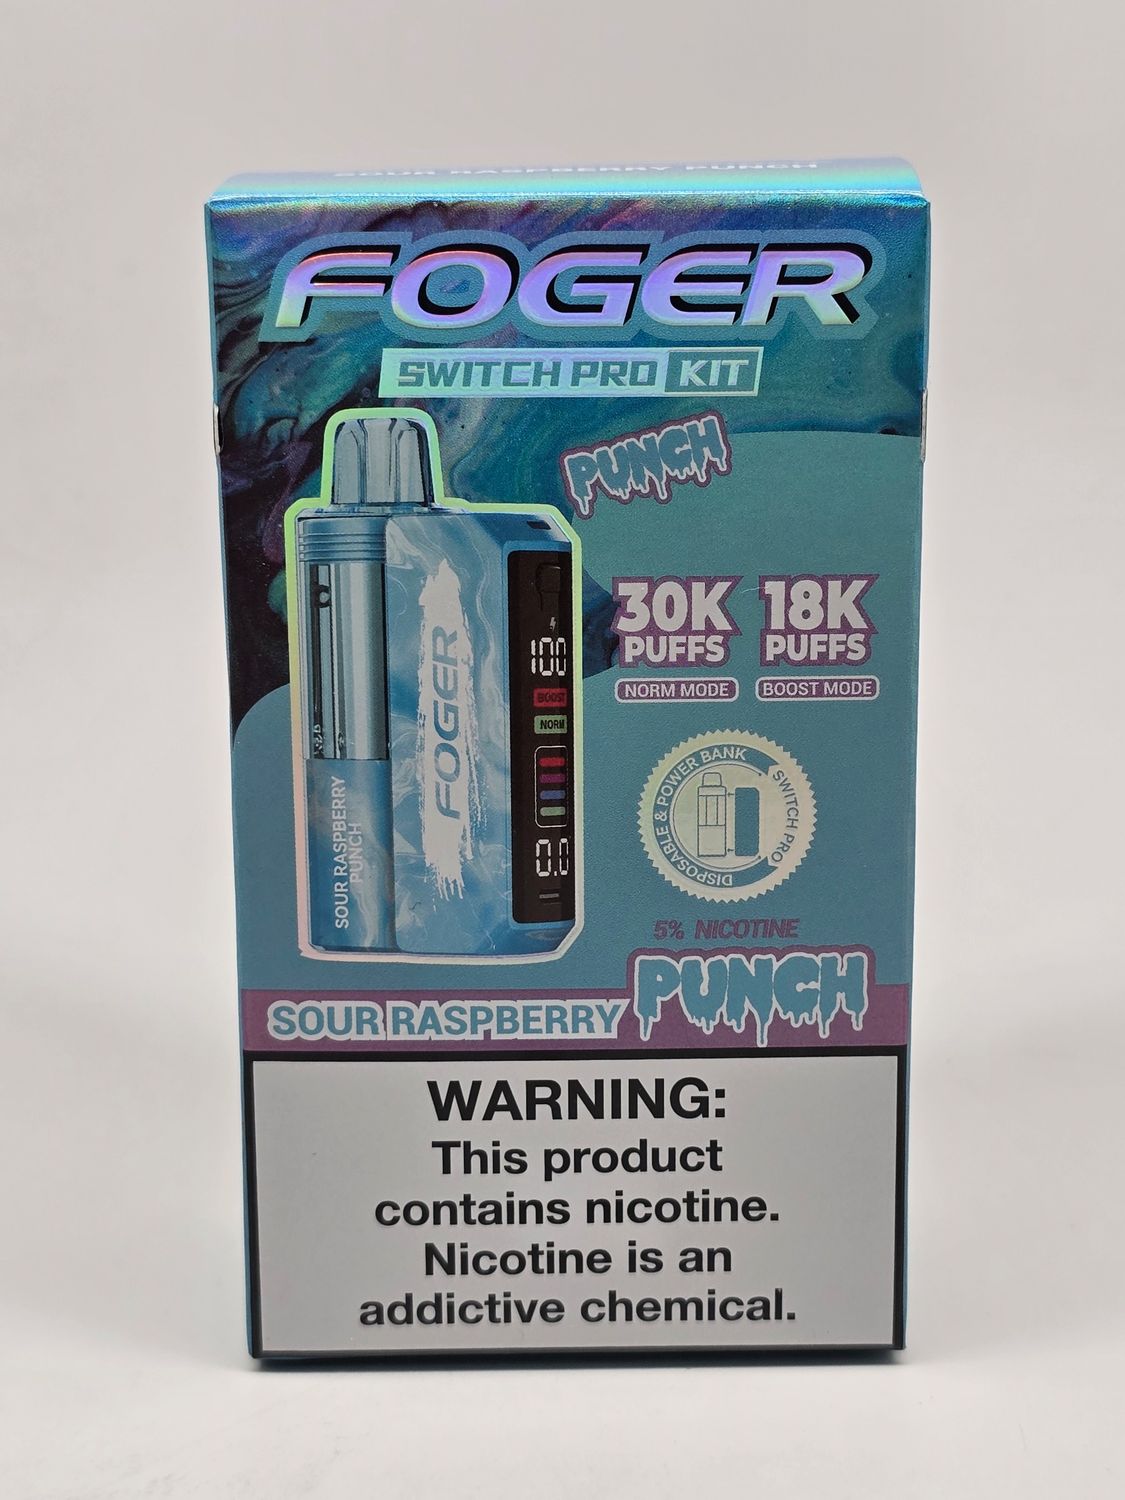 SOUR RASPBERRY PUNCH
FOGER
SWITCH PRO KIT
PUNCH
30K
PUFFS
NORM MODE
18K
PUFFS
BOOST MODE
FOGER
SOUR RASPBERRY
PUNCH
100
BOOST
NORM
0.0
DISPOSABLE & POWER BANK
SWITCH PRO
5% NICOTINE
SOUR RASPBERRY PUNCH
WARNING:
This product
contains nicotine.
Nicotine is an
addictive chemical.